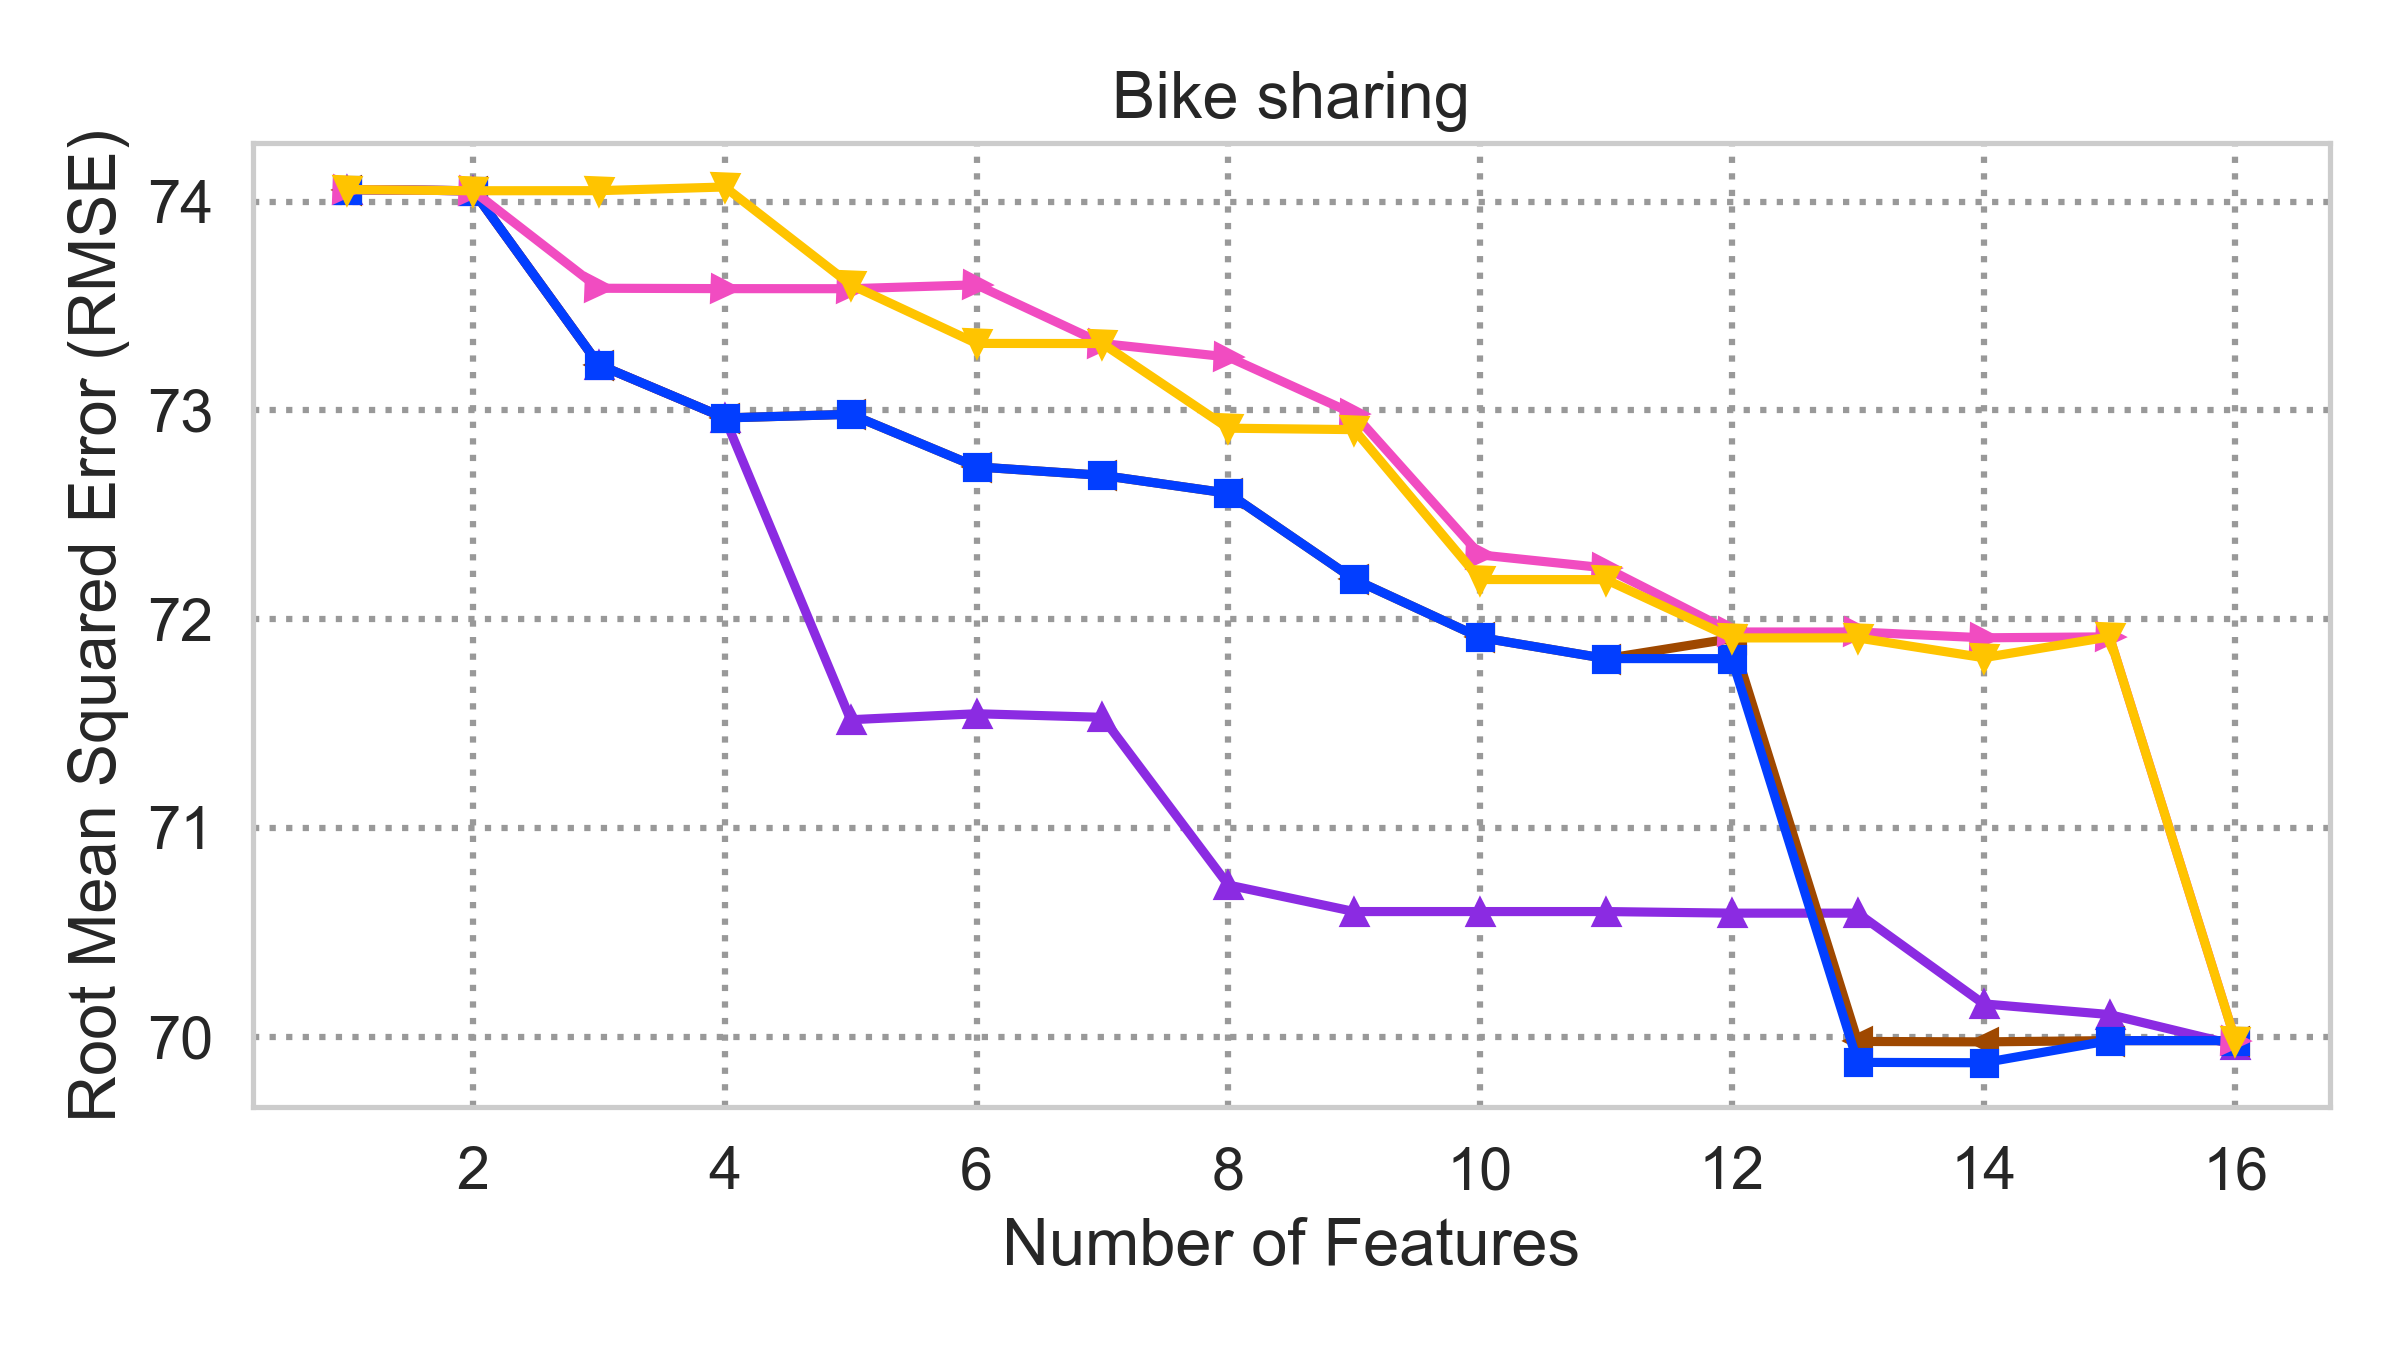 Bike sharing
Root Mean Squared Error (RMSE)
74
73
72
71
70
2 4 6 8 10 12 14 16
Number of Features